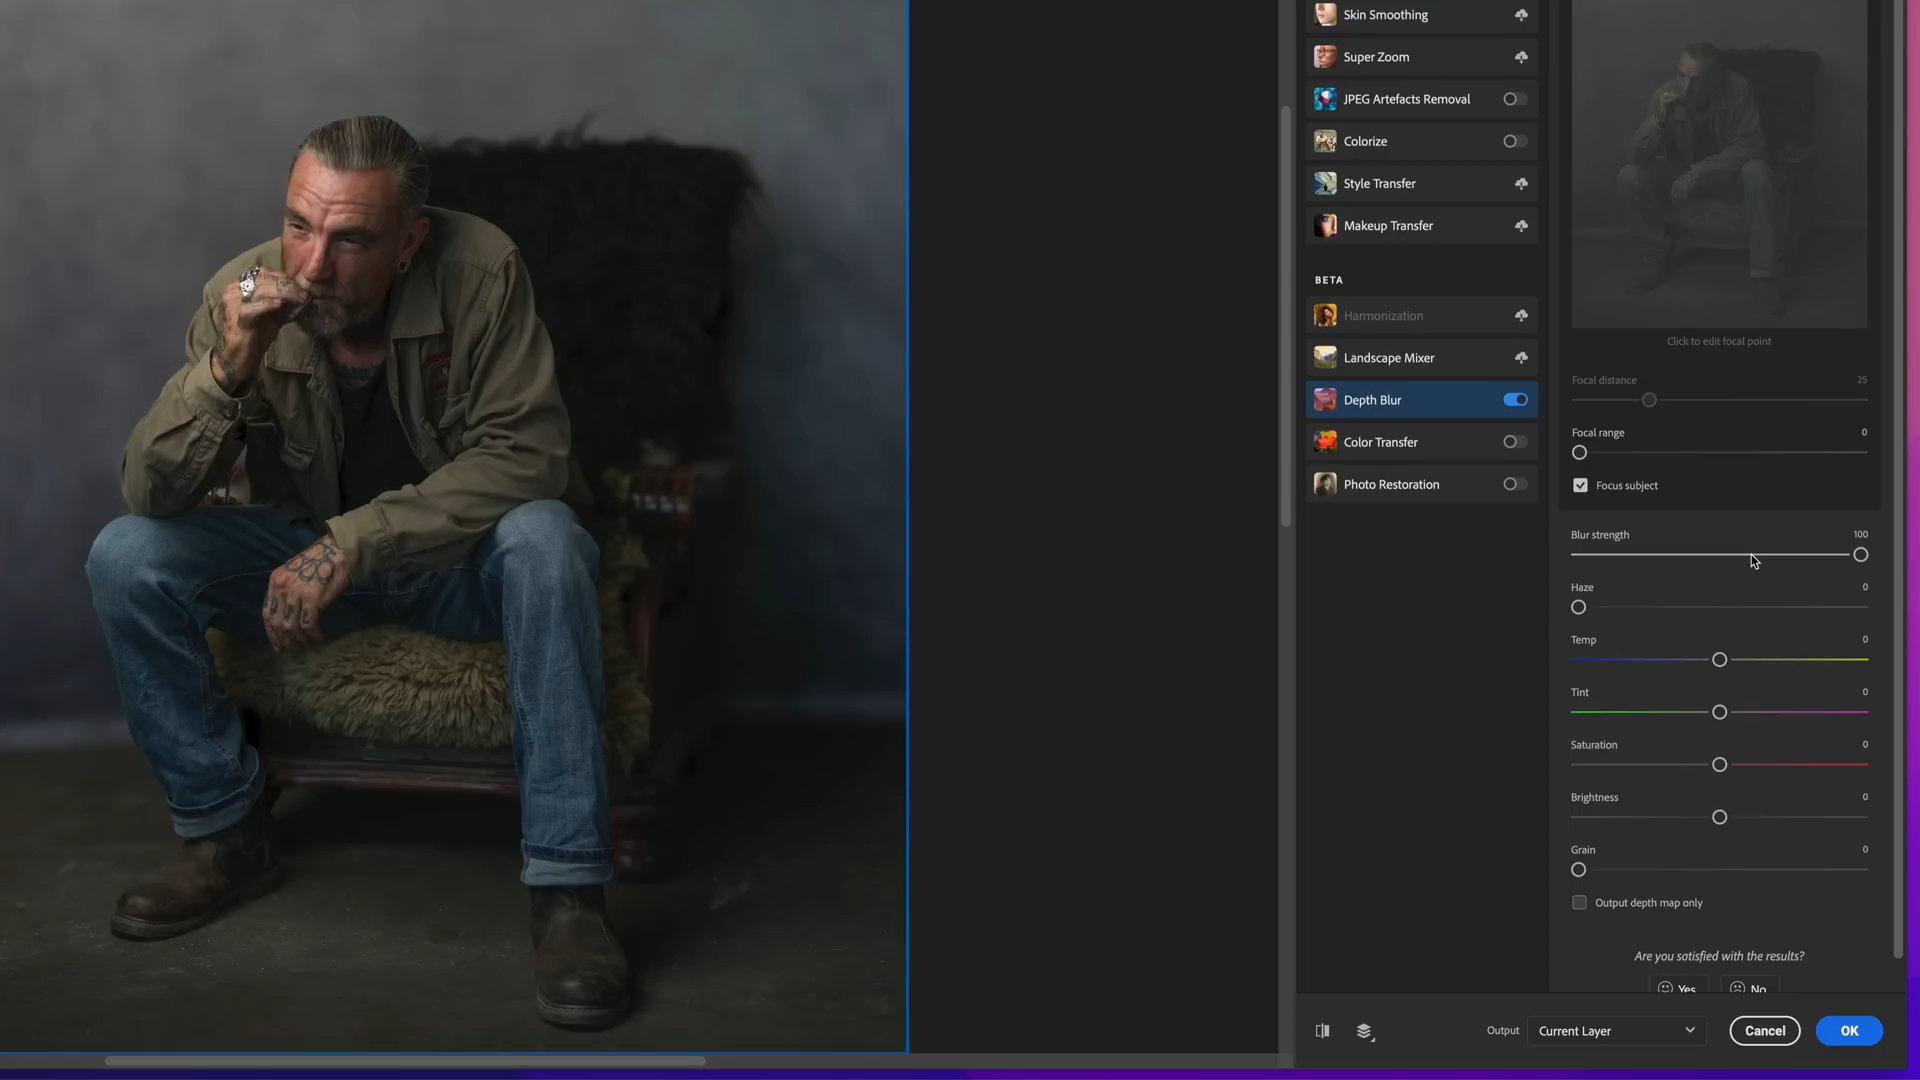 Skin Smoothing
Super Zoom
JPEG Artefacts Removal
Colorize
Style Transfer
Makeup Transfer
BETA
Harmonization
Landscape Mixer
Depth Blur
Color Transfer
Photo Restoration
Click to edit focal point
Focal distance 25
Focal range 0
Focus subject
Blur strength 100
Haze 0
Temp 0
Tint 0
Saturation 0
Brightness 0
Grain 0
Output depth map only
Are you satisfied with the results?
Yes No
Output Current Layer Cancel OK